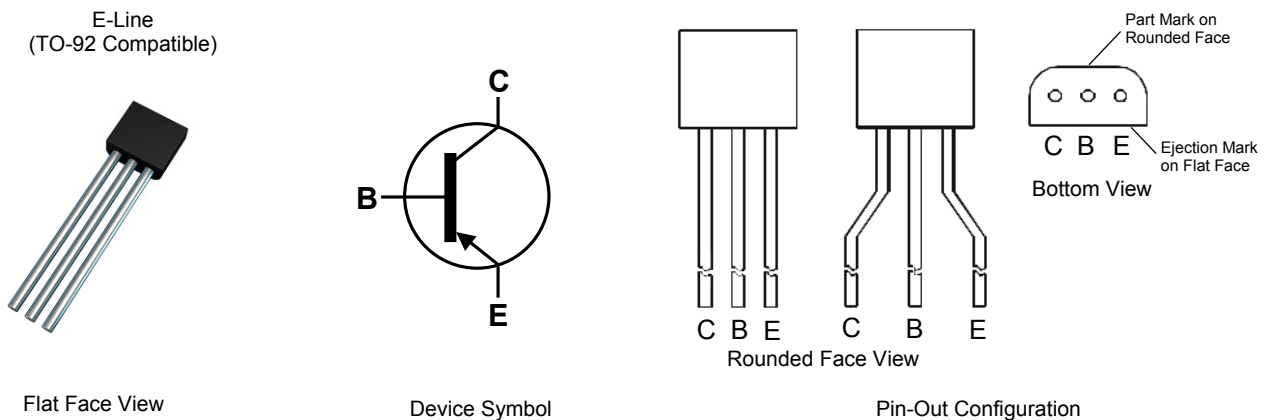 E-Line
(TO-92 Compatible)
Flat Face View
C
B
E
Device Symbol
C B E
C B E
Rounded Face View
Part Mark on
Rounded Face
C B E
Ejection Mark
on Flat Face
Bottom View
Pin-Out Configuration